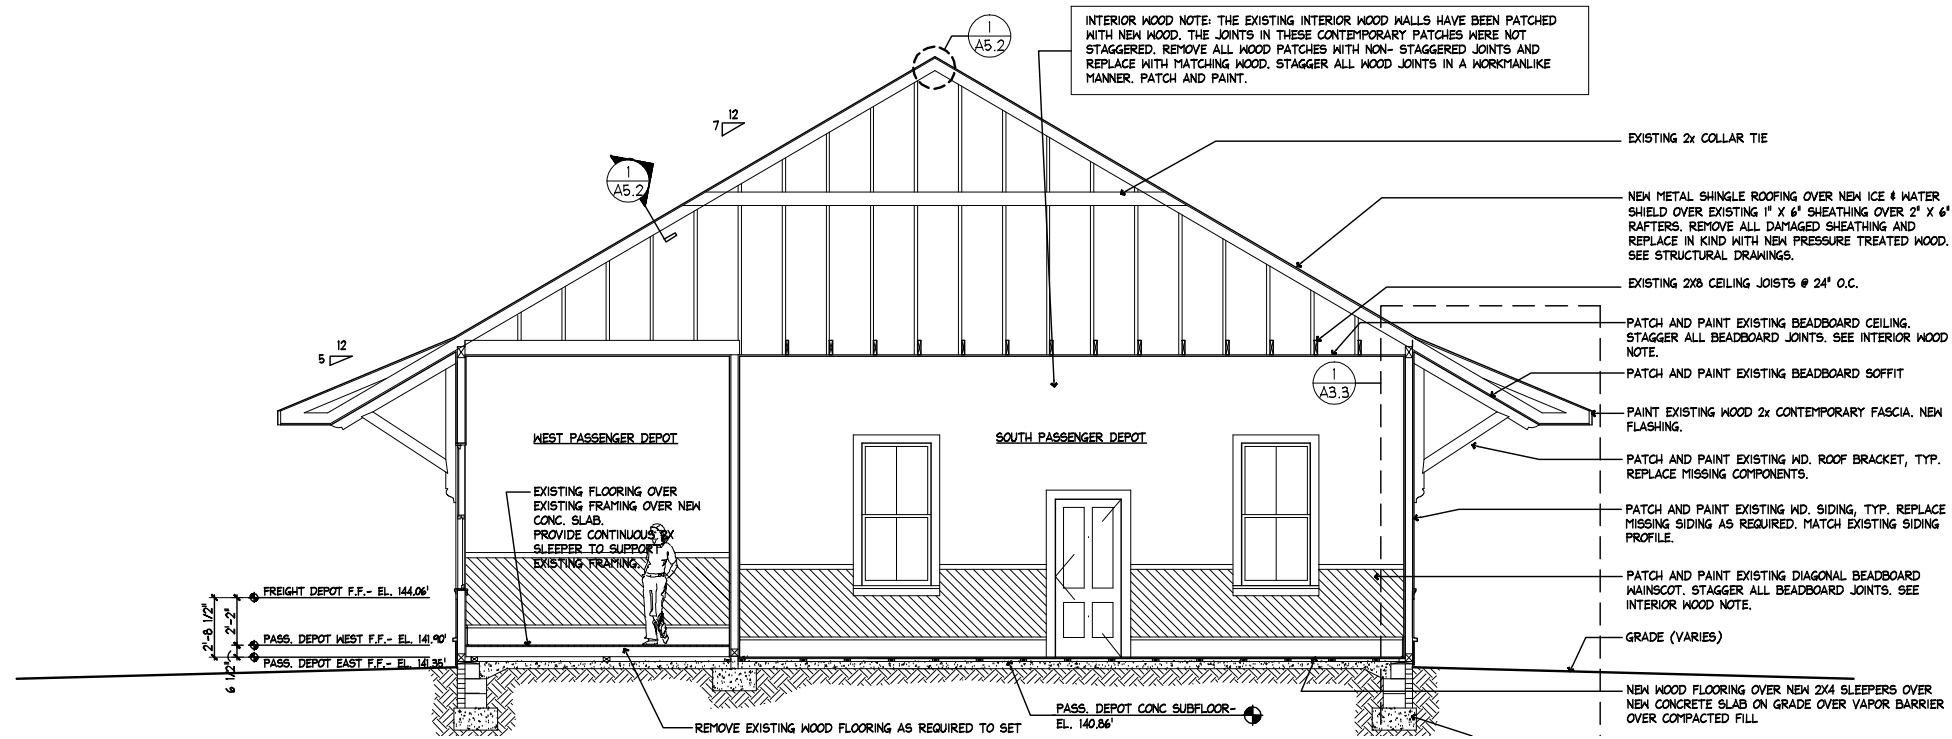 1
A5.2
INTERIOR WOOD NOTE: THE EXISTING INTERIOR WOOD WALLS HAVE BEEN PATCHED
WITH NEW WOOD. THE JOINTS IN THESE CONTEMPORARY PATCHES WERE NOT
STAGGERED. REMOVE ALL WOOD PATCHES WITH NON- STAGGERED JOINTS AND
REPLACE WITH MATCHING WOOD. STAGGER ALL WOOD JOINTS IN A WORKMANLIKE
MANNER. PATCH AND PAINT.
12
7
EXISTING 2x COLLAR TIE
1
A5.2
NEW METAL SHINGLE ROOFING OVER NEW ICE & WATER
SHIELD OVER EXISTING 1" X 6" SHEATHING OVER 2" X 6"
RAFTERS. REMOVE ALL DAMAGED SHEATHING AND
REPLACE IN KIND WITH NEW PRESSURE TREATED WOOD.
SEE STRUCTURAL DRAWINGS.
EXISTING 2X8 CEILING JOISTS @ 24" O.C.
PATCH AND PAINT EXISTING BEADBOARD CEILING.
STAGGER ALL BEADBOARD JOINTS. SEE INTERIOR WOOD
NOTE.
12
5
1
A3.3
PATCH AND PAINT EXISTING BEADBOARD SOFFIT
PAINT EXISTING WOOD 2x CONTEMPORARY FASCIA. NEW
FLASHING.
WEST PASSENGER DEPOT
SOUTH PASSENGER DEPOT
PATCH AND PAINT EXISTING WD. ROOF BRACKET, TYP.
REPLACE MISSING COMPONENTS.
EXISTING FLOORING OVER
EXISTING FRAMING OVER NEW
CONC. SLAB.
PROVIDE CONTINUOUS 2X
SLEEPER TO SUPPORT
EXISTING FRAMING.
PATCH AND PAINT EXISTING WD. SIDING, TYP. REPLACE
MISSING SIDING AS REQUIRED. MATCH EXISTING SIDING
PROFILE.
PATCH AND PAINT EXISTING DIAGONAL BEADBOARD
WAINSCOT. STAGGER ALL BEADBOARD JOINTS. SEE
INTERIOR WOOD NOTE.
FREIGHT DEPOT F.F.- EL. 144.06'
2'-8 1/2"
2'-2"
PASS. DEPOT WEST F.F.- EL. 141.90'
PASS. DEPOT EAST F.F.- EL. 141.35'
6 1/2"
GRADE (VARIES)
NEW WOOD FLOORING OVER NEW 2X4 SLEEPERS OVER
NEW CONCRETE SLAB ON GRADE OVER VAPOR BARRIER
OVER COMPACTED FILL
PASS. DEPOT CONC SUBFLOOR-
EL. 140.86'
REMOVE EXISTING WOOD FLOORING AS REQUIRED TO SET